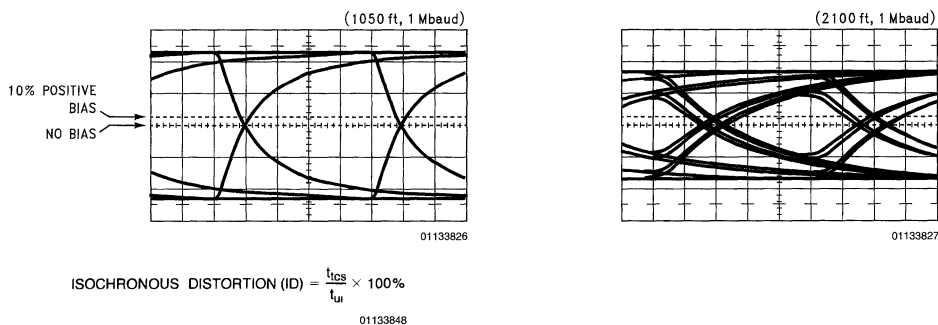 (1050 ft, 1 Mbaud)
10% POSITIVE
BIAS
NO BIAS
01133826
(2100 ft, 1 Mbaud)
01133827
ISOCHRONOUS DISTORTION (ID) = t_tcs / t_ui × 100%
01133848